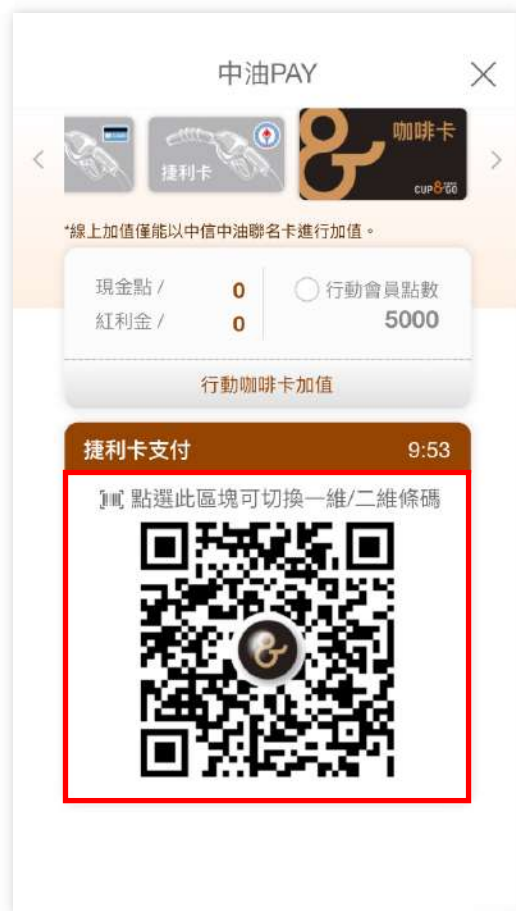 中油PAY
捷利卡
咖啡卡
CUP&GO
*線上加值僅能以中信中油聯名卡進行加值。
現金點 / 0
行動會員點數
紅利金 / 0
5000
行動咖啡卡加值
捷利卡支付 9:53
點選此區塊可切換一維/二維條碼